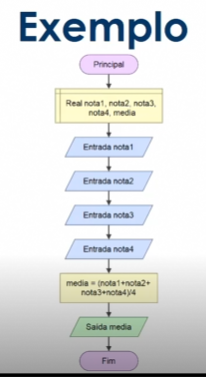 Exemplo
Principal
Real nota1, nota2, nota3,
nota4, media
Entrada nota1
Entrada nota2
Entrada nota3
Entrada nota4
media = (nota1+nota2+
nota3+nota4)/4
Saída media
Fim